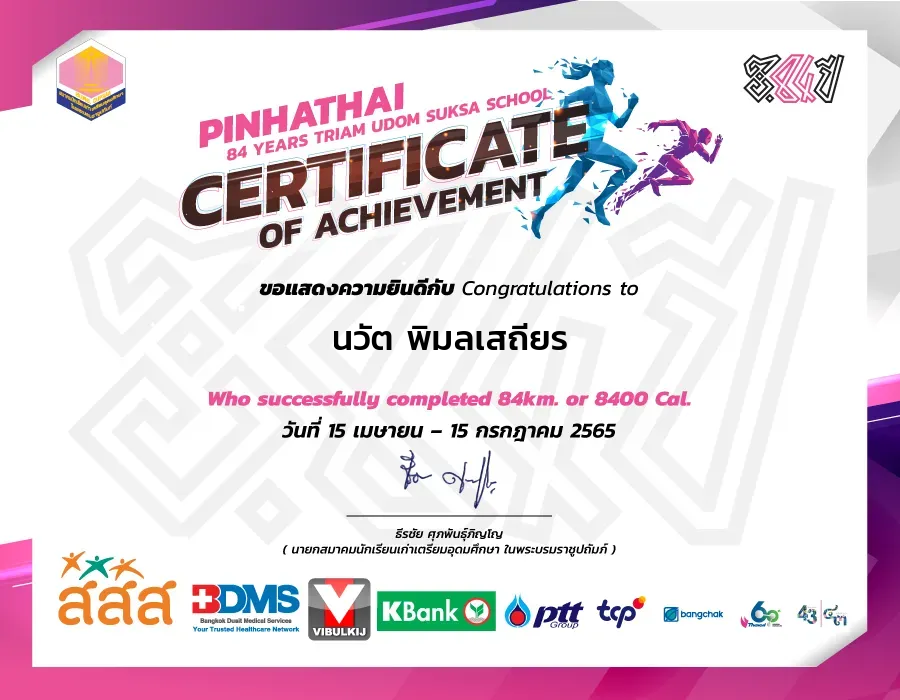 PINHATHAI
84 YEARS TRIAM UDOM SUKSA SCHOOL
CERTIFICATE
OF ACHIEVEMENT
ขอแสดงความยินดีกับ Congratulations to
นวัต พิมลเสถียร
Who successfully completed 84km. or 8400 Cal.
วันที่ 15 เมษายน – 15 กรกฎาคม 2565
ธีรชัย ศุภพันธุ์ภิญโญ
( นายกสมาคมนักเรียนเก่าเตรียมอุดมศึกษา ในพระบรมราชูปถัมภ์ )
สสส
BDMS
Bangkok Dusit Medical Services
Your Trusted Healthcare Network
VIBULKIJ
KBank
ptt
Group
tcp
bangchak
60
43